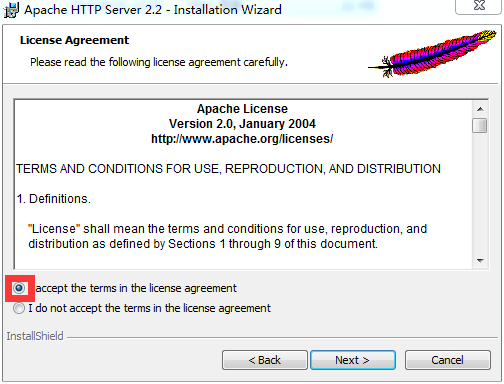 Apache HTTP Server 2.2 - Installation Wizard
License Agreement
Please read the following license agreement carefully.
Apache License
Version 2.0, January 2004
http://www.apache.org/licenses/
TERMS AND CONDITIONS FOR USE, REPRODUCTION, AND DISTRIBUTION
1. Definitions.
"License" shall mean the terms and conditions for use, reproduction, and
distribution as defined by Sections 1 through 9 of this document.
accept the terms in the license agreement
I do not accept the terms in the license agreement
InstallShield
< Back
Next >
Cancel